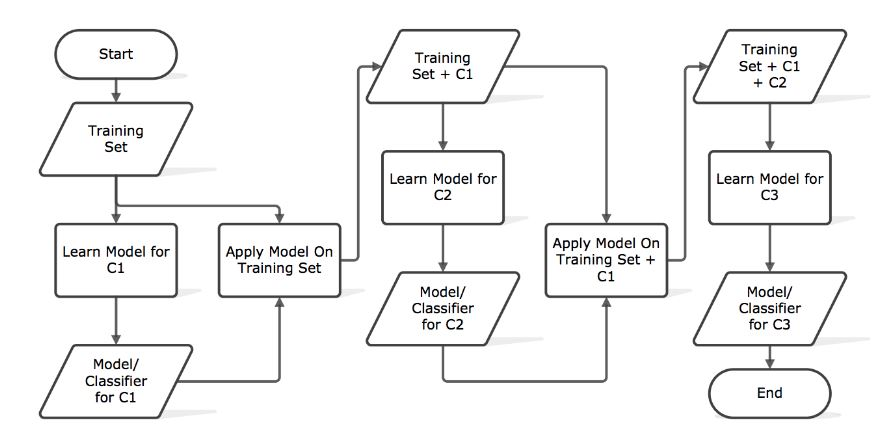 Start
Training
Set
Learn Model for
C1
Model/
Classifier
for C1
Apply Model On
Training Set
Training
Set + C1
Learn Model for
C2
Model/
Classifier
for C2
Apply Model On
Training Set +
C1
Training
Set + C1
+ C2
Learn Model for
C3
Model/
Classifier
for C3
End